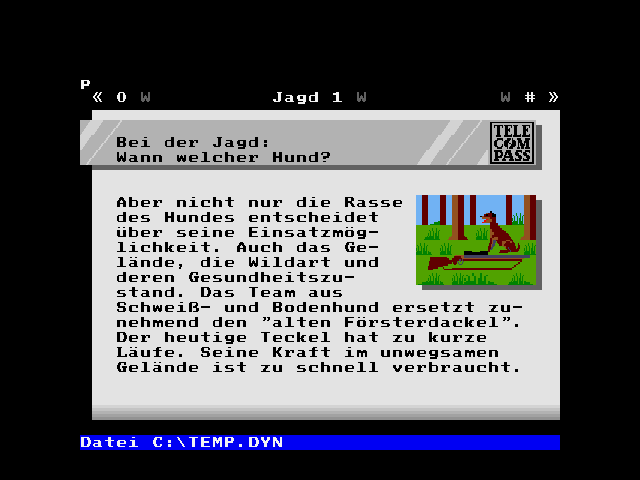 P
« 0 W Jagd 1 W W # »
Bei der Jagd:
Wann welcher Hund?
TELE
COM
PASS
Aber nicht nur die Rasse
des Hundes entscheidet
über seine Einsatzmög-
lichkeit. Auch das Ge-
lände, die Wildart und
deren Gesundheitszu-
stand. Das Team aus
Schweiß- und Bodenhund ersetzt zu-
nehmend den "alten Försterdackel".
Der heutige Teckel hat zu kurze
Läufe. Seine Kraft im unwegsamen
Gelände ist zu schnell verbraucht.
Datei C:\TEMP.DYN